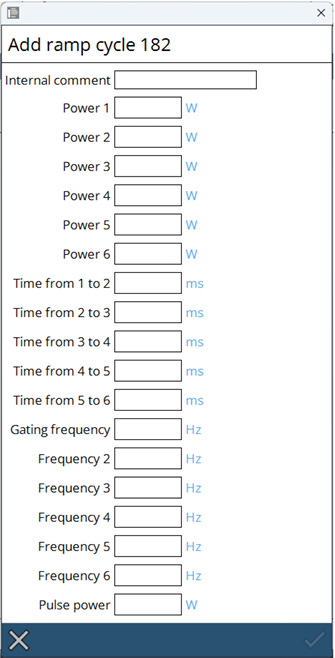 Add ramp cycle 182
Internal comment
Power 1 W
Power 2 W
Power 3 W
Power 4 W
Power 5 W
Power 6 W
Time from 1 to 2 ms
Time from 2 to 3 ms
Time from 3 to 4 ms
Time from 4 to 5 ms
Time from 5 to 6 ms
Gating frequency Hz
Frequency 2 Hz
Frequency 3 Hz
Frequency 4 Hz
Frequency 5 Hz
Frequency 6 Hz
Pulse power W